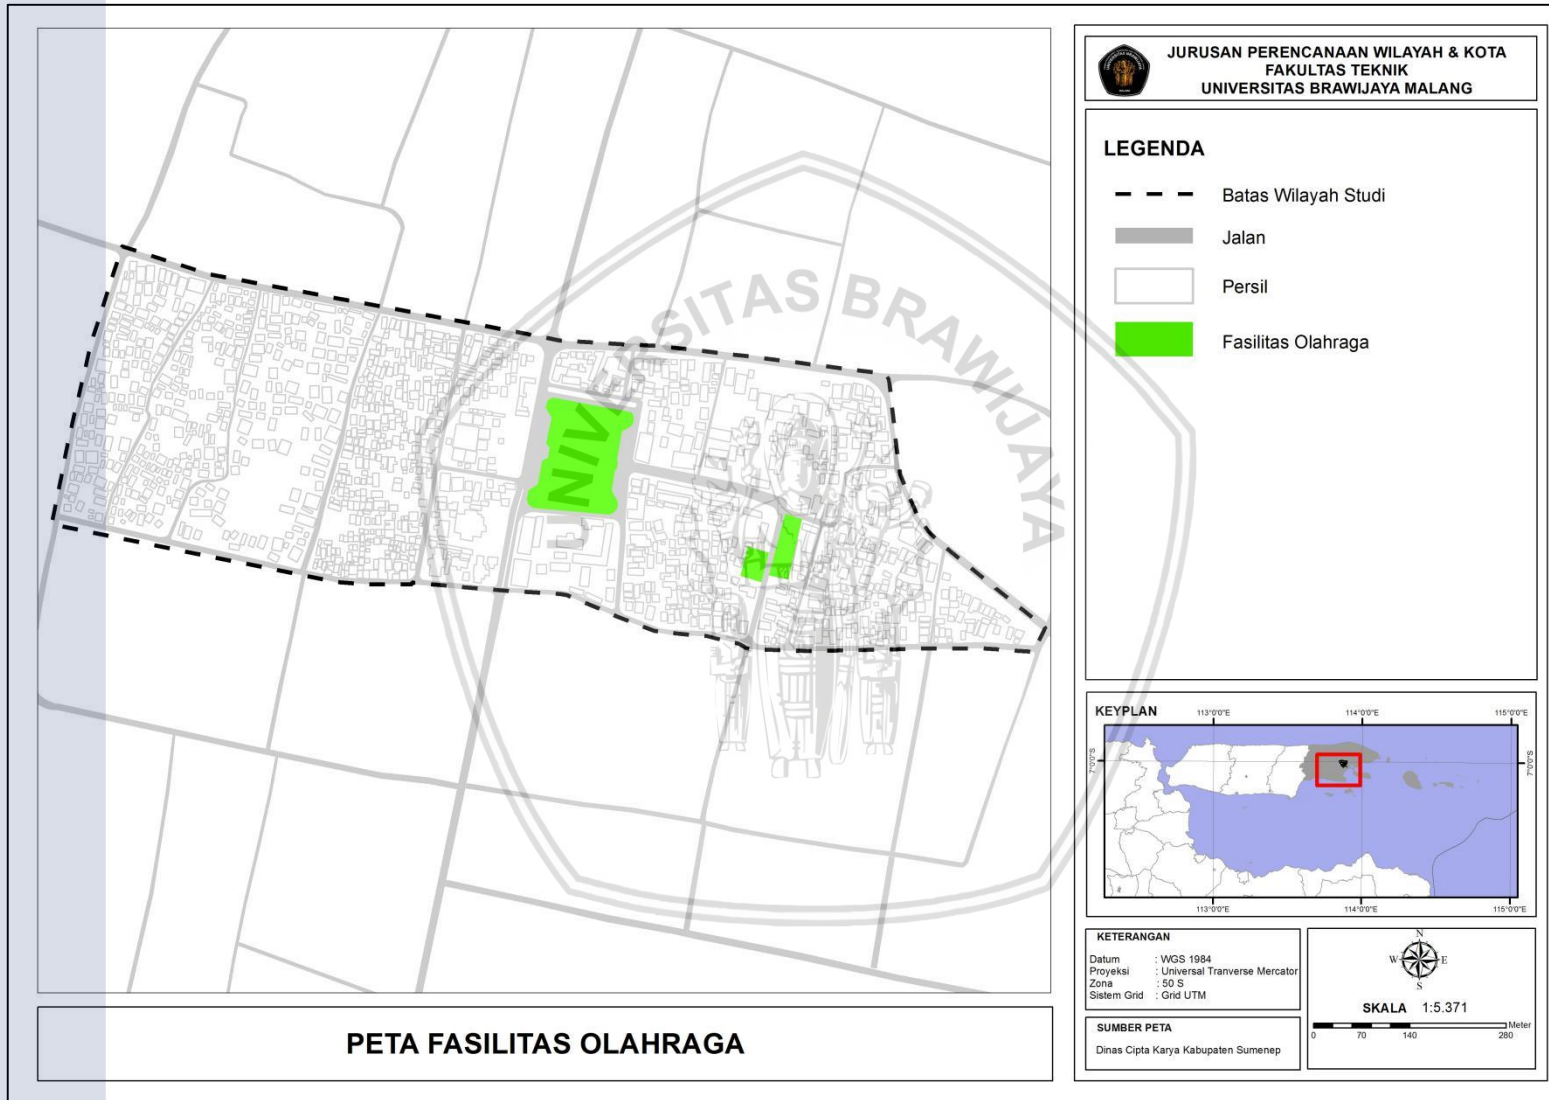 JURUSAN PERENCANAAN WILAYAH & KOTA
FAKULTAS TEKNIK
UNIVERSITAS BRAWIJAYA MALANG
LEGENDA
Batas Wilayah Studi
Jalan
Persil
Fasilitas Olahraga
UNIVERSITAS BRAWIJAYA
KEYPLAN
113°0'0"E 114°0'0"E 115°0'0"E
7°0'0"S 7°0'0"S
113°0'0"E 114°0'0"E 115°0'0"E
KETERANGAN
Datum : WGS 1984
Proyeksi : Universal Tranverse Mercator
Zona : 50 S
Sistem Grid : Grid UTM
N
W E
S
SKALA 1:5.371
Meter
0 70 140 280
SUMBER PETA
Dinas Cipta Karya Kabupaten Sumenep
PETA FASILITAS OLAHRAGA